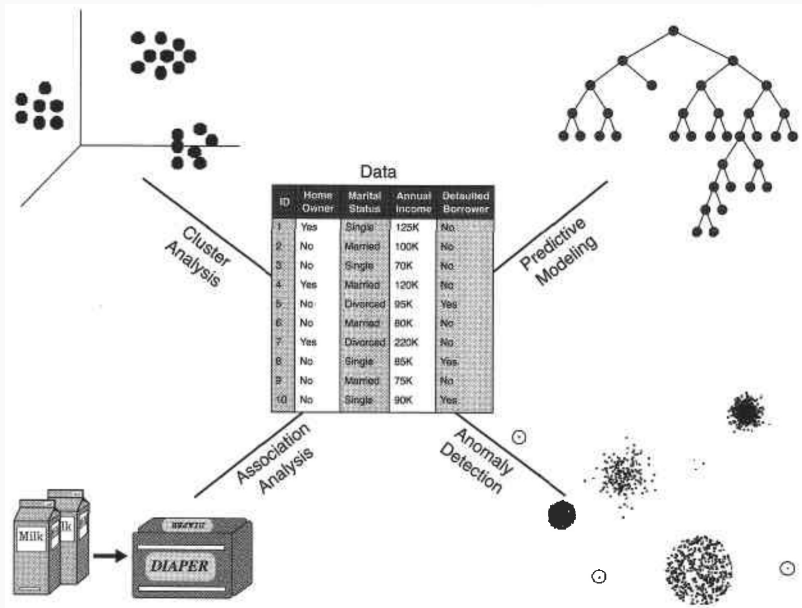 Data
ID Home Owner Marital Status Annual Income Defaulted Borrower
1 Yes Single 125K No
2 No Married 100K No
3 No Single 70K No
4 Yes Married 120K No
5 No Divorced 95K Yes
6 No Married 80K No
7 Yes Divorced 220K No
8 No Single 85K Yes
9 No Married 75K No
10 No Single 90K Yes
Cluster
Analysis
Predictive
Modeling
Association
Analysis
Anomaly
Detection
Milk
lk
DIAPER
DIAPER